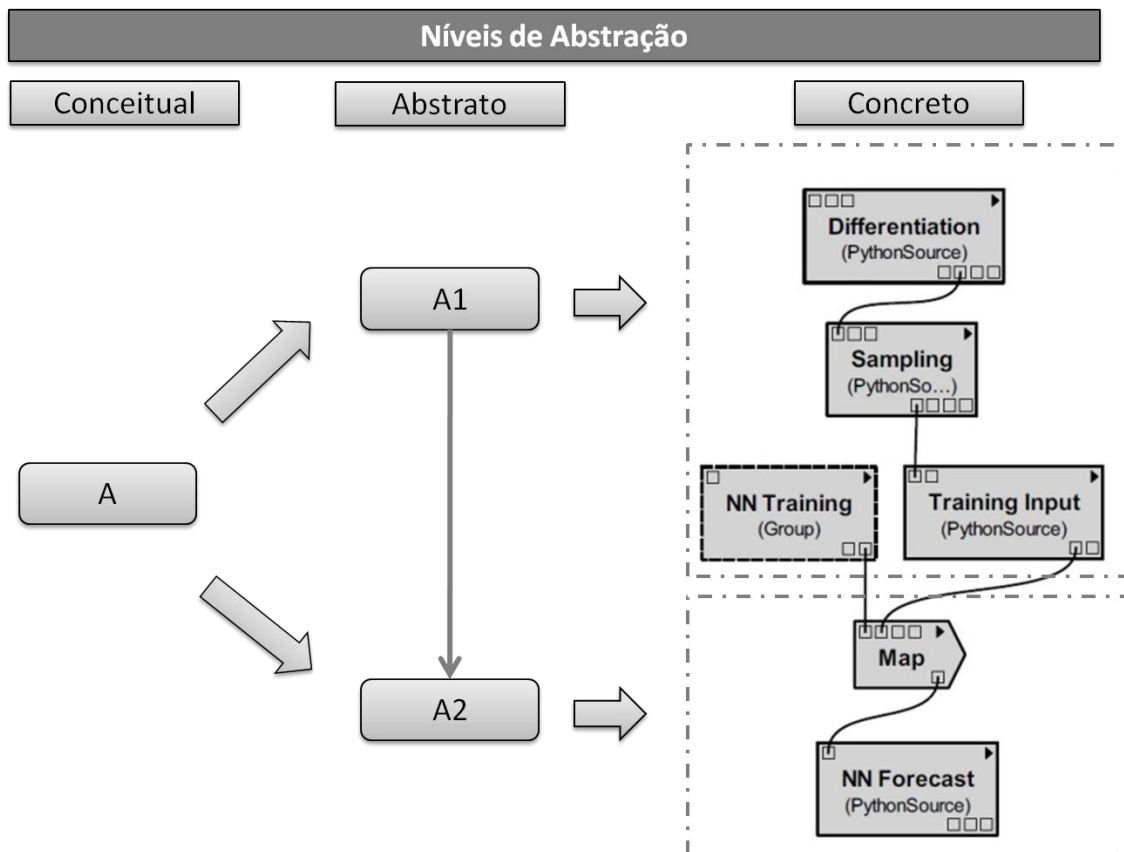 Níveis de Abstração
Conceitual
Abstrato
Concreto
Differentiation
(PythonSource)
A1
Sampling
(PythonSo...)
A
NN Training
(Group)
Training Input
(PythonSource)
Map
A2
NN Forecast
(PythonSource)